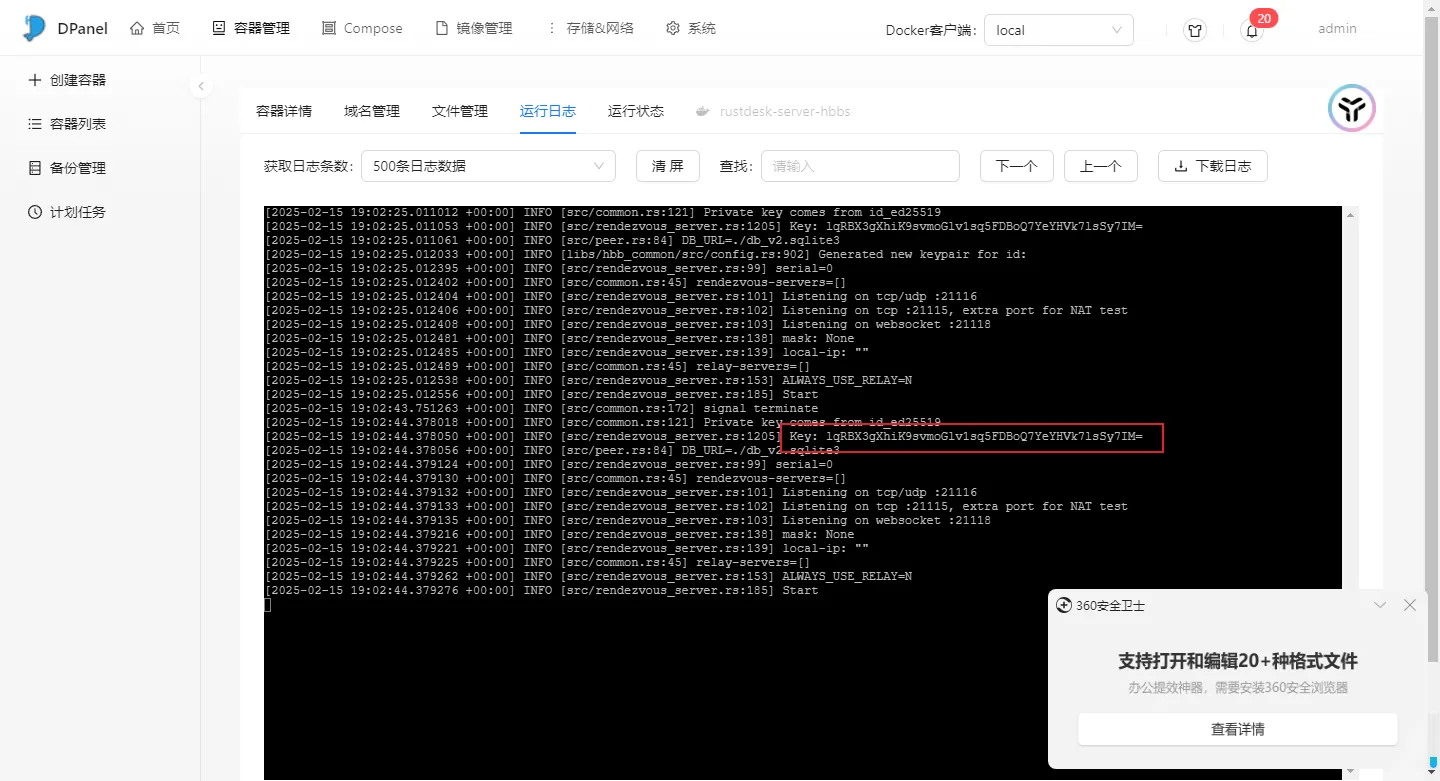 DPanel 首页 容器管理 Compose 镜像管理 存储&网络 系统 Docker客户端: local 20 admin
创建容器
容器列表
备份管理
计划任务
容器详情 域名管理 文件管理 运行日志 运行状态 rustdesk-server-hbbs
获取日志条数: 500条日志数据 清 屏 查找: 请输入 下一个 上一个 下载日志
[2025-02-15 19:02:25.011012 +00:00] INFO [src/common.rs:121] Private key comes from id_ed25519
[2025-02-15 19:02:25.011053 +00:00] INFO [src/rendezvous_server.rs:1205] Key: lqRBX3gXhiK9svmoGlv1sq5FDBoQ7YeYHVk7lsSy7IM=
[2025-02-15 19:02:25.011061 +00:00] INFO [src/peer.rs:84] DB_URL=./db_v2.sqlite3
[2025-02-15 19:02:25.012033 +00:00] INFO [libs/hbb_common/src/config.rs:902] Generated new keypair for id:
[2025-02-15 19:02:25.012395 +00:00] INFO [src/rendezvous_server.rs:99] serial=0
[2025-02-15 19:02:25.012402 +00:00] INFO [src/common.rs:45] rendezvous-servers=[]
[2025-02-15 19:02:25.012404 +00:00] INFO [src/rendezvous_server.rs:101] Listening on tcp/udp :21116
[2025-02-15 19:02:25.012406 +00:00] INFO [src/rendezvous_server.rs:102] Listening on tcp :21115, extra port for NAT test
[2025-02-15 19:02:25.012408 +00:00] INFO [src/rendezvous_server.rs:103] Listening on websocket :21118
[2025-02-15 19:02:25.012481 +00:00] INFO [src/rendezvous_server.rs:138] mask: None
[2025-02-15 19:02:25.012485 +00:00] INFO [src/rendezvous_server.rs:139] local-ip: ""
[2025-02-15 19:02:25.012489 +00:00] INFO [src/common.rs:45] relay-servers=[]
[2025-02-15 19:02:25.012538 +00:00] INFO [src/rendezvous_server.rs:153] ALWAYS_USE_RELAY=N
[2025-02-15 19:02:25.012556 +00:00] INFO [src/rendezvous_server.rs:185] Start
[2025-02-15 19:02:43.751263 +00:00] INFO [src/common.rs:172] signal terminate
[2025-02-15 19:02:44.378018 +00:00] INFO [src/common.rs:121] Private key comes from id_ed25519
[2025-02-15 19:02:44.378050 +00:00] INFO [src/rendezvous_server.rs:1205] Key: lqRBX3gXhiK9svmoGlv1sq5FDBoQ7YeYHVk7lsSy7IM=
[2025-02-15 19:02:44.378056 +00:00] INFO [src/peer.rs:84] DB_URL=./db_v2.sqlite3
[2025-02-15 19:02:44.379124 +00:00] INFO [src/rendezvous_server.rs:99] serial=0
[2025-02-15 19:02:44.379130 +00:00] INFO [src/common.rs:45] rendezvous-servers=[]
[2025-02-15 19:02:44.379132 +00:00] INFO [src/rendezvous_server.rs:101] Listening on tcp/udp :21116
[2025-02-15 19:02:44.379133 +00:00] INFO [src/rendezvous_server.rs:102] Listening on tcp :21115, extra port for NAT test
[2025-02-15 19:02:44.379135 +00:00] INFO [src/rendezvous_server.rs:103] Listening on websocket :21118
[2025-02-15 19:02:44.379216 +00:00] INFO [src/rendezvous_server.rs:138] mask: None
[2025-02-15 19:02:44.379221 +00:00] INFO [src/rendezvous_server.rs:139] local-ip: ""
[2025-02-15 19:02:44.379225 +00:00] INFO [src/common.rs:45] relay-servers=[]
[2025-02-15 19:02:44.379262 +00:00] INFO [src/rendezvous_server.rs:153] ALWAYS_USE_RELAY=N
[2025-02-15 19:02:44.379276 +00:00] INFO [src/rendezvous_server.rs:185] Start
360安全卫士
支持打开和编辑20+种格式文件
办公提效神器，需要安装360安全浏览器
查看详情